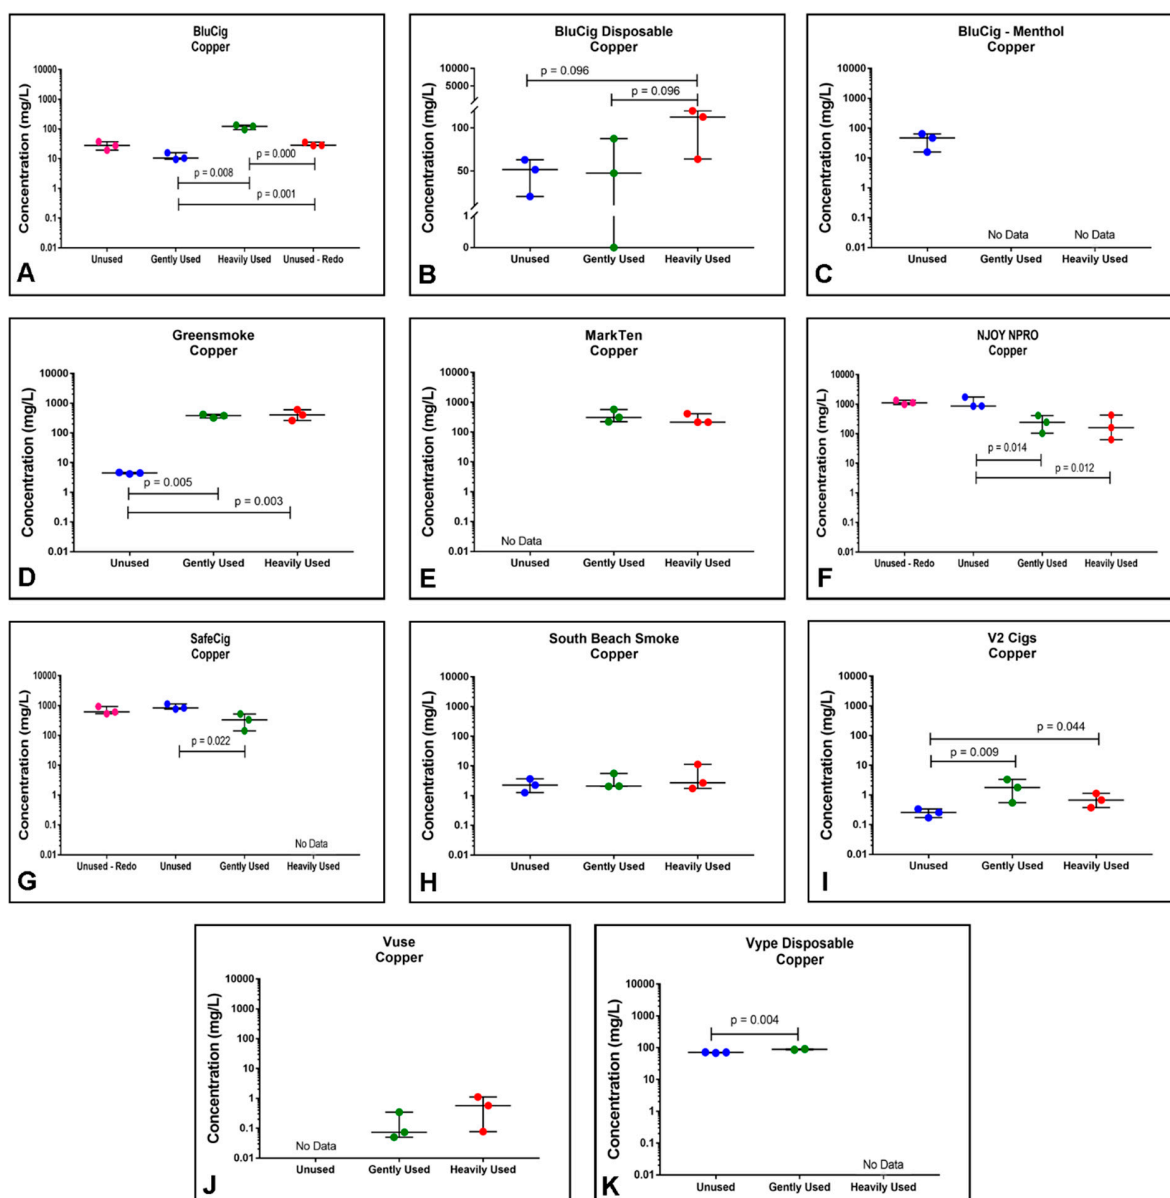 BluCig
Copper
Concentration (mg/L)
10000
1000
100
10
1
0.1
0.01
p = 0.000
p = 0.008
p = 0.001
Unused
Gently Used
Heavily Used
Unused - Redo
A
BluCig Disposable
Copper
Concentration (mg/L)
10000
5000
100
50
1
0
p = 0.096
p = 0.096
Unused
Gently Used
Heavily Used
B
BluCig - Menthol
Copper
Concentration (mg/L)
10000
1000
100
10
1
0.1
0.01
No Data
No Data
Unused
Gently Used
Heavily Used
C
Greensmoke
Copper
Concentration (mg/L)
10000
1000
100
10
1
0.1
0.01
p = 0.005
p = 0.003
Unused
Gently Used
Heavily Used
D
MarkTen
Copper
Concentration (mg/L)
10000
1000
100
10
1
0.1
0.01
No Data
Unused
Gently Used
Heavily Used
E
NJOY NPRO
Copper
Concentration (mg/L)
10000
1000
100
10
1
0.1
0.01
p = 0.014
p = 0.012
Unused - Redo
Unused
Gently Used
Heavily Used
F
SafeCig
Copper
Concentration (mg/L)
10000
1000
100
10
1
0.1
0.01
p = 0.022
No Data
Unused - Redo
Unused
Gently Used
Heavily Used
G
South Beach Smoke
Copper
Concentration (mg/L)
10000
1000
100
10
1
0.1
0.01
Unused
Gently Used
Heavily Used
H
V2 Cigs
Copper
Concentration (mg/L)
10000
1000
100
10
1
0.1
0.01
p = 0.044
p = 0.009
Unused
Gently Used
Heavily Used
I
Vuse
Copper
Concentration (mg/L)
10000
1000
100
10
1
0.1
0.01
No Data
Unused
Gently Used
Heavily Used
J
Vype Disposable
Copper
Concentration (mg/L)
10000
1000
100
10
1
0.1
0.01
p = 0.004
No Data
Unused
Gently Used
Heavily Used
K